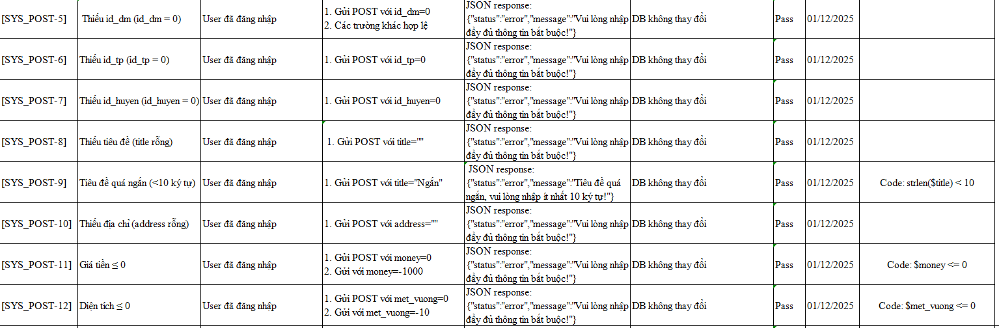 [SYS_POST-5] Thiếu id_dm (id_dm = 0) User đã đăng nhập 1. Gửi POST với id_dm=0
2. Các trường khác hợp lệ JSON response:
{"status":"error","message":"Vui lòng nhập
đầy đủ thông tin bắt buộc!"} DB không thay đổi Pass 01/12/2025
[SYS_POST-6] Thiếu id_tp (id_tp = 0) User đã đăng nhập 1. Gửi POST với id_tp=0 JSON response:
{"status":"error","message":"Vui lòng nhập
đầy đủ thông tin bắt buộc!"} DB không thay đổi Pass 01/12/2025
[SYS_POST-7] Thiếu id_huyen (id_huyen = 0) User đã đăng nhập 1. Gửi POST với id_huyen=0 JSON response:
{"status":"error","message":"Vui lòng nhập
đầy đủ thông tin bắt buộc!"} DB không thay đổi Pass 01/12/2025
[SYS_POST-8] Thiếu tiêu đề (title rỗng) User đã đăng nhập 1. Gửi POST với title="" JSON response:
{"status":"error","message":"Vui lòng nhập
đầy đủ thông tin bắt buộc!"} DB không thay đổi Pass 01/12/2025
[SYS_POST-9] Tiêu đề quá ngắn (<10 ký tự) User đã đăng nhập 1. Gửi POST với title="Ngắn" JSON response:
{"status":"error","message":"Tiêu đề quá
ngắn, vui lòng nhập ít nhất 10 ký tự!"} DB không thay đổi Pass 01/12/2025 Code: strlen($title) < 10
[SYS_POST-10] Thiếu địa chỉ (address rỗng) User đã đăng nhập 1. Gửi POST với address="" JSON response:
{"status":"error","message":"Vui lòng nhập
đầy đủ thông tin bắt buộc!"} DB không thay đổi Pass 01/12/2025
[SYS_POST-11] Giá tiền ≤ 0 User đã đăng nhập 1. Gửi POST với money=0
2. Gửi với money=-1000 JSON response:
{"status":"error","message":"Vui lòng nhập
đầy đủ thông tin bắt buộc!"} DB không thay đổi Pass 01/12/2025 Code: $money <= 0
[SYS_POST-12] Diện tích ≤ 0 User đã đăng nhập 1. Gửi POST với met_vuong=0
2. Gửi với met_vuong=-10 JSON response:
{"status":"error","message":"Vui lòng nhập
đầy đủ thông tin bắt buộc!"} DB không thay đổi Pass 01/12/2025 Code: $met_vuong <= 0